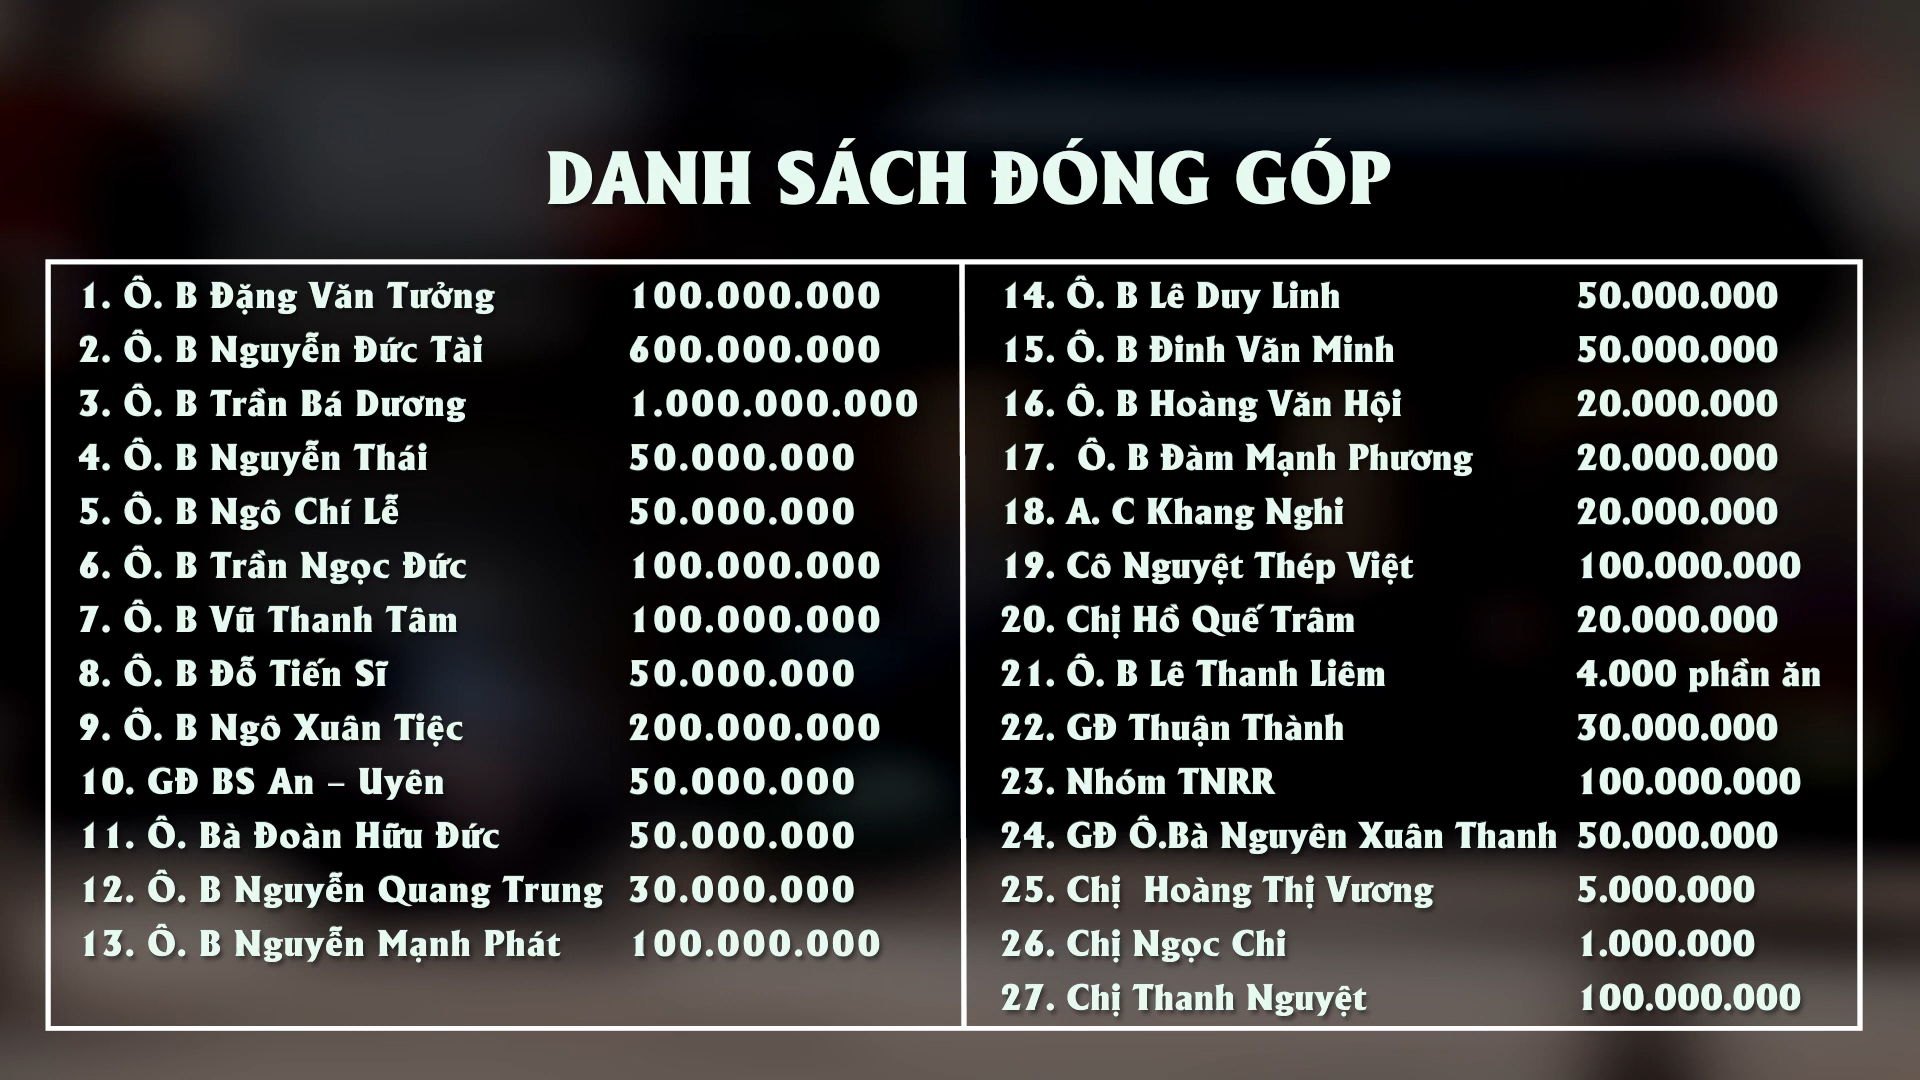 DANH SÁCH ĐÓNG GÓP
1. Ô. B Đặng Văn Tưởng 100.000.000
2. Ô. B Nguyễn Đức Tài 600.000.000
3. Ô. B Trần Bá Dương 1.000.000.000
4. Ô. B Nguyễn Thái 50.000.000
5. Ô. B Ngô Chí Lễ 50.000.000
6. Ô. B Trần Ngọc Đức 100.000.000
7. Ô. B Vũ Thanh Tâm 100.000.000
8. Ô. B Đỗ Tiến Sĩ 50.000.000
9. Ô. B Ngô Xuân Tiệc 200.000.000
10. GĐ BS An – Uyên 50.000.000
11. Ô. Bà Đoàn Hữu Đức 50.000.000
12. Ô. B Nguyễn Quang Trung 30.000.000
13. Ô. B Nguyễn Mạnh Phát 100.000.000
14. Ô. B Lê Duy Linh 50.000.000
15. Ô. B Đinh Văn Minh 50.000.000
16. Ô. B Hoàng Văn Hội 20.000.000
17. Ô. B Đàm Mạnh Phương 20.000.000
18. A. C Khang Nghi 20.000.000
19. Cô Nguyệt Thép Việt 100.000.000
20. Chị Hồ Quế Trâm 20.000.000
21. Ô. B Lê Thanh Liêm 4.000 phần ăn
22. GĐ Thuận Thành 30.000.000
23. Nhóm TNRR 100.000.000
24. GĐ Ô.Bà Nguyên Xuân Thanh 50.000.000
25. Chị Hoàng Thị Vương 5.000.000
26. Chị Ngọc Chi 1.000.000
27. Chị Thanh Nguyệt 100.000.000